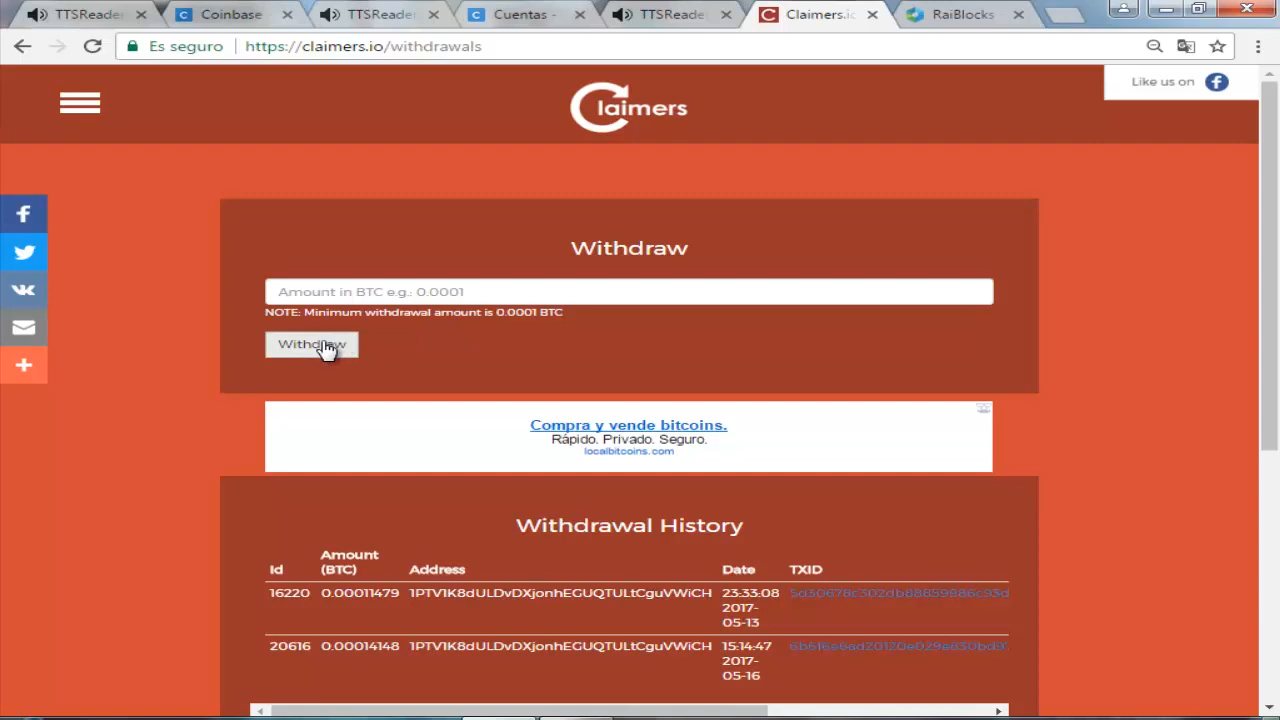 TTSReader
Coinbase
TTSReader
Cuentas -
TTSReader
Claimers.io
RaiBlocks
Es seguro
https://claimers.io/withdrawals
Like us on
Claimers
Withdraw
Amount in BTC e.g.: 0.0001
NOTE: Minimum withdrawal amount is 0.0001 BTC
Withdraw
Compra y vende bitcoins.
Rápido. Privado. Seguro.
localbitcoins.com
Withdrawal History
Id Amount (BTC) Address Date TXID
16220 0.00011479 1PTV1K8dULDvDXjonhEGUQTULtCguVWiCH 23:33:08
2017-
05-13
20616 0.00014148 1PTV1K8dULDvDXjonhEGUQTULtCguVWiCH 15:14:47
2017-
05-16